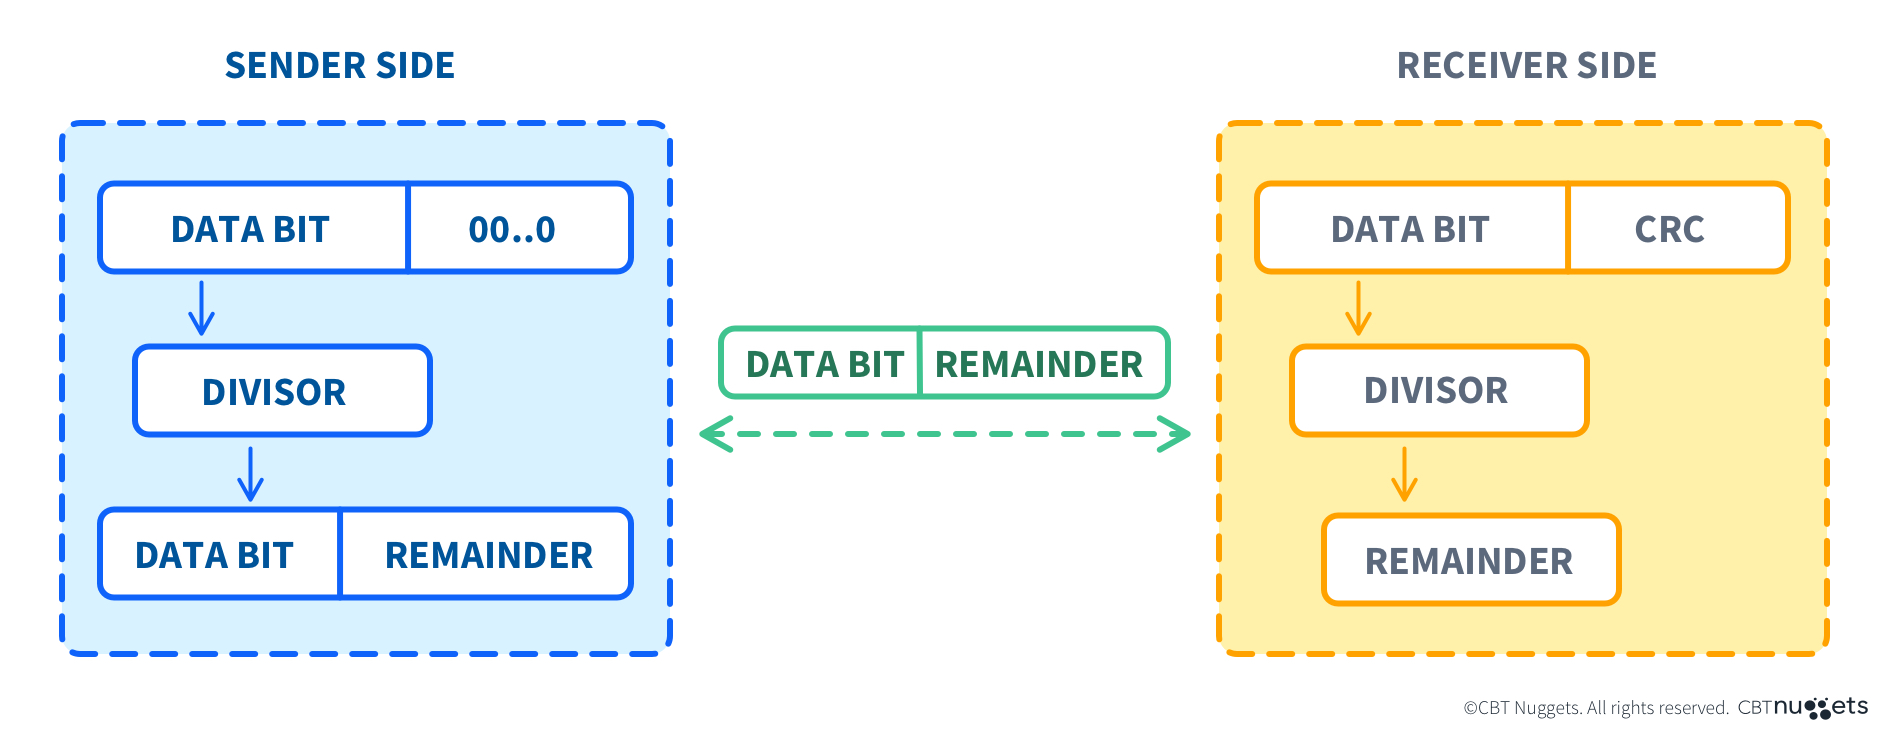 SENDER SIDE
DATA BIT 00..0
DIVISOR
DATA BIT REMAINDER
DATA BIT REMAINDER
RECEIVER SIDE
DATA BIT CRC
DIVISOR
REMAINDER
©CBT Nuggets. All rights reserved. CBTnuggets